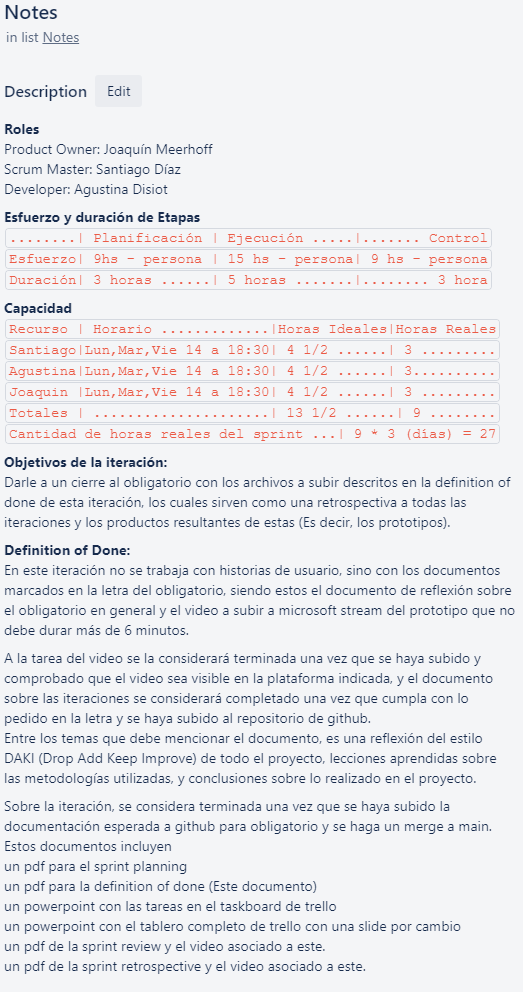 Notes
in list Notes
Description Edit
Roles
Product Owner: Joaquín Meerhoff
Scrum Master: Santiago Díaz
Developer: Agustina Disiot
Esfuerzo y duración de Etapas
........| Planificación | Ejecución .....|....... Control
Esfuerzo| 9hs - persona | 15 hs - persona| 9 hs - persona
Duración| 3 horas ......| 5 horas .......|........ 3 hora
Capacidad
Recurso | Horario .............|Horas Ideales|Horas Reales
Santiago|Lun,Mar,Vie 14 a 18:30| 4 1/2 ......| 3 .........
Agustina|Lun,Mar,Vie 14 a 18:30| 4 1/2 ......| 3..........
Joaquin |Lun,Mar,Vie 14 a 18:30| 4 1/2 ......| 3 .........
Totales | .....................| 13 1/2 ......| 9 ........
Cantidad de horas reales del sprint ...| 9 * 3 (días) = 27
Objetivos de la iteración:
Darle a un cierre al obligatorio con los archivos a subir descritos en la definition of
done de esta iteración, los cuales sirven como una retrospectiva a todas las
iteraciones y los productos resultantes de estas (Es decir, los prototipos).
Definition of Done:
En este iteración no se trabaja con historias de usuario, sino con los documentos
marcados en la letra del obligatorio, siendo estos el documento de reflexión sobre
el obligatorio en general y el video a subir a microsoft stream del prototipo que no
debe durar más de 6 minutos.
A la tarea del video se la considerará terminada una vez que se haya subido y
comprobado que el video sea visible en la plataforma indicada, y el documento
sobre las iteraciones se considerará completado una vez que cumpla con lo
pedido en la letra y se haya subido al repositorio de github.
Entre los temas que debe mencionar el documento, es una reflexión del estilo
DAKI (Drop Add Keep Improve) de todo el proyecto, lecciones aprendidas sobre
las metodologías utilizadas, y conclusiones sobre lo realizado en el proyecto.
Sobre la iteración, se considera terminada una vez que se haya subido la
documentación esperada a github para obligatorio y se haga un merge a main.
Estos documentos incluyen
un pdf para el sprint planning
un pdf para la definition of done (Este documento)
un powerpoint con las tareas en el taskboard de trello
un powerpoint con el tablero completo de trello con una slide por cambio
un pdf de la sprint review y el video asociado a este.
un pdf de la sprint retrospective y el video asociado a este.